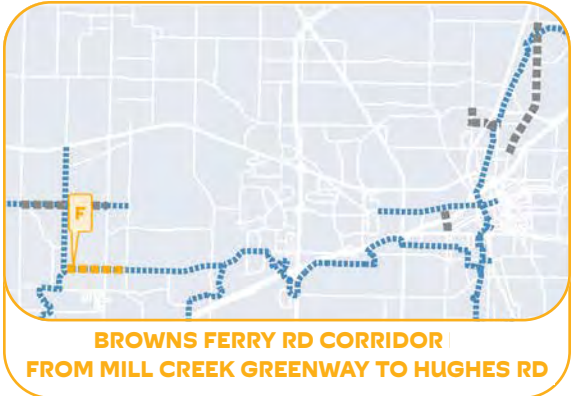 F
BROWNS FERRY RD CORRIDOR
FROM MILL CREEK GREENWAY TO HUGHES RD